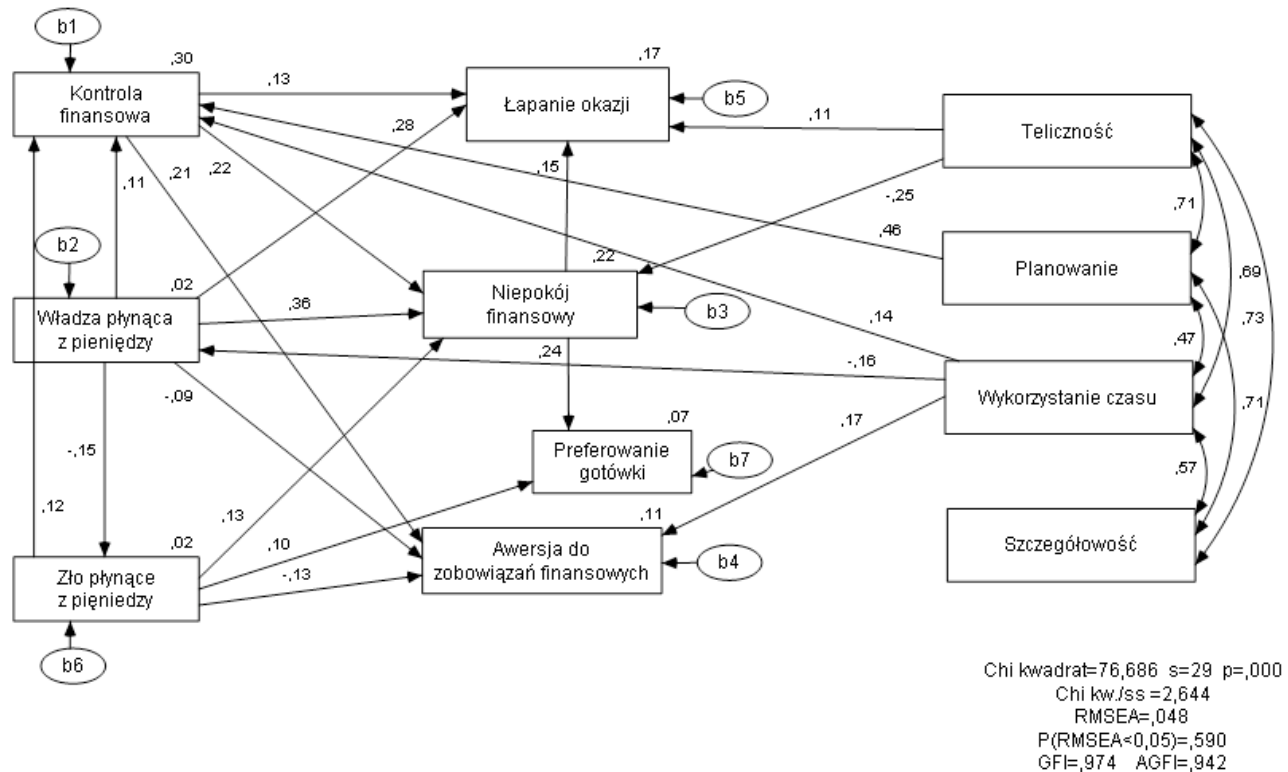 b1
,30
Kontrola
finansowa
,13
,17
Łapanie okazji
b5
,11
Teliczność
,28
,15
-,25
,71
,11
,21
,22
b2
,02
Władza płynąca
z pieniędzy
,36
Niepokój
finansowy
b3
,46
,22
Planowanie
,69
,73
,14
,47
-,16
,24
-,09
Wykorzystanie czasu
,71
,17
,07
Preferowanie
gotówki
b7
-,15
,57
,12
,13
,02
,10
-,13
Zło płynące
z pięniedzy
,11
Awersja do
zobowiązań finansowych
b4
Szczegółowość
b6
Chi kwadrat=76,686 s=29 p=,000
Chi kw./ss =2,644
RMSEA=,048
P(RMSEA<0,05)=,590
GFI=,974 AGFI=,942